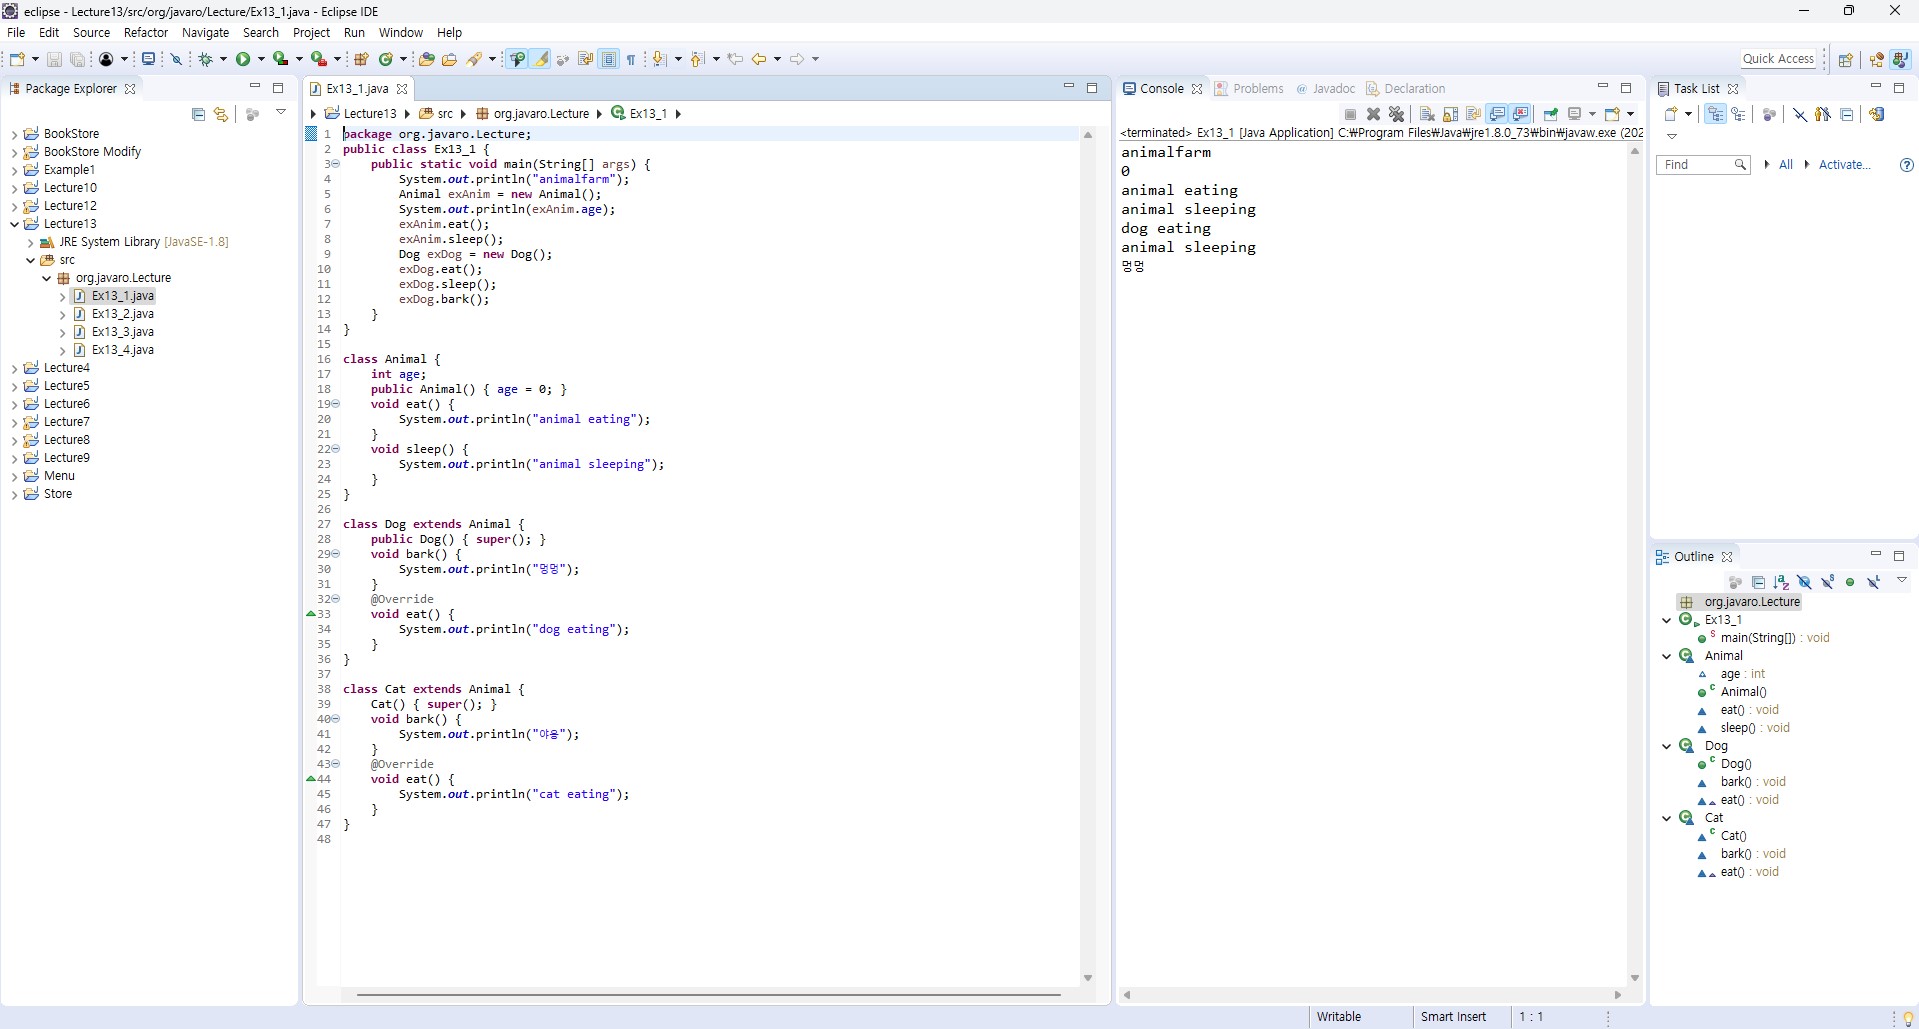 eclipse - Lecture13/src/org/javaro/Lecture/Ex13_1.java - Eclipse IDE
File Edit Source Refactor Navigate Search Project Run Window Help
Quick Access
Package Explorer
BookStore
BookStore Modify
Example1
Lecture10
Lecture12
Lecture13
JRE System Library [JavaSE-1.8]
src
org.javaro.Lecture
Ex13_1.java
Ex13_2.java
Ex13_3.java
Ex13_4.java
Lecture4
Lecture5
Lecture6
Lecture7
Lecture8
Lecture9
Menu
Store
Ex13_1.java
Lecture13 src org.javaro.Lecture Ex13_1
1 package org.javaro.Lecture;
2 public class Ex13_1 {
3 public static void main(String[] args) {
4 System.out.println("animalfarm");
5 Animal exAnim = new Animal();
6 System.out.println(exAnim.age);
7 exAnim.eat();
8 exAnim.sleep();
9 Dog exDog = new Dog();
10 exDog.eat();
11 exDog.sleep();
12 exDog.bark();
13 }
14 }
15
16 class Animal {
17 int age;
18 public Animal() { age = 0; }
19 void eat() {
20 System.out.println("animal eating");
21 }
22 void sleep() {
23 System.out.println("animal sleeping");
24 }
25 }
26
27 class Dog extends Animal {
28 public Dog() { super(); }
29 void bark() {
30 System.out.println("멍멍");
31 }
32 @Override
33 void eat() {
34 System.out.println("dog eating");
35 }
36 }
37
38 class Cat extends Animal {
39 Cat() { super(); }
40 void bark() {
41 System.out.println("야옹");
42 }
43 @Override
44 void eat() {
45 System.out.println("cat eating");
46 }
47 }
48
Console Problems @ Javadoc Declaration
<terminated> Ex13_1 [Java Application] C:₩Program Files₩Java₩jre1.8.0_73₩bin₩javaw.exe (202
animalfarm
0
animal eating
animal sleeping
dog eating
animal sleeping
멍멍
Task List
Find All Activate...
Outline
org.javaro.Lecture
Ex13_1
main(String[]) : void
Animal
age : int
Animal()
eat() : void
sleep() : void
Dog
Dog()
bark() : void
eat() : void
Cat
Cat()
bark() : void
eat() : void
Writable Smart Insert 1 : 1